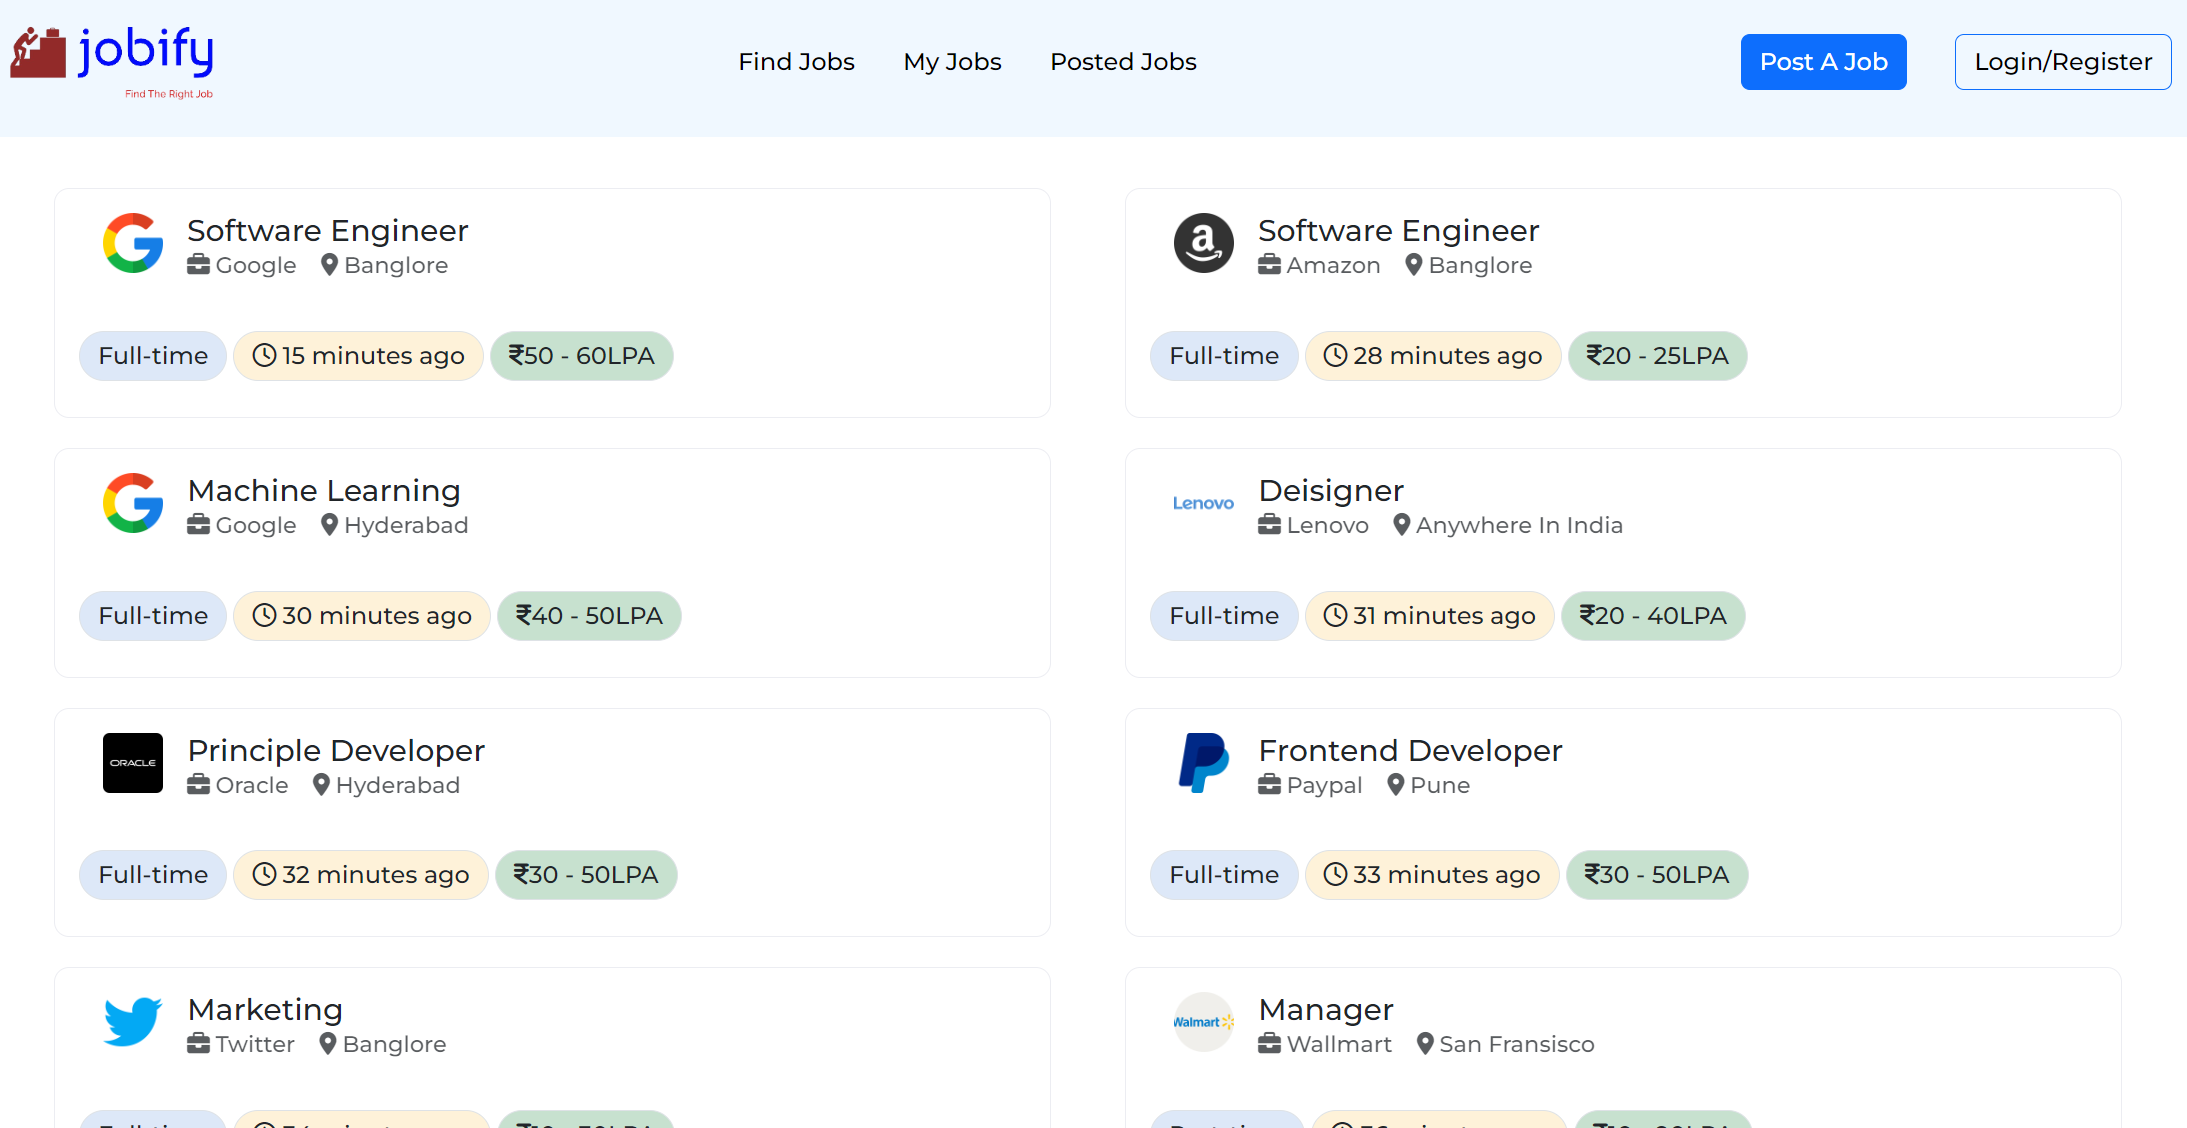 jobify
Find The Right Job
Find Jobs My Jobs Posted Jobs
Post A Job Login/Register
Software Engineer
Google Banglore
Full-time 15 minutes ago ₹50 - 60LPA
Software Engineer
Amazon Banglore
Full-time 28 minutes ago ₹20 - 25LPA
Machine Learning
Google Hyderabad
Full-time 30 minutes ago ₹40 - 50LPA
Lenovo
Deisigner
Lenovo Anywhere In India
Full-time 31 minutes ago ₹20 - 40LPA
ORACLE
Principle Developer
Oracle Hyderabad
Full-time 32 minutes ago ₹30 - 50LPA
Frontend Developer
Paypal Pune
Full-time 33 minutes ago ₹30 - 50LPA
Marketing
Twitter Banglore
Walmart
Manager
Wallmart San Fransisco